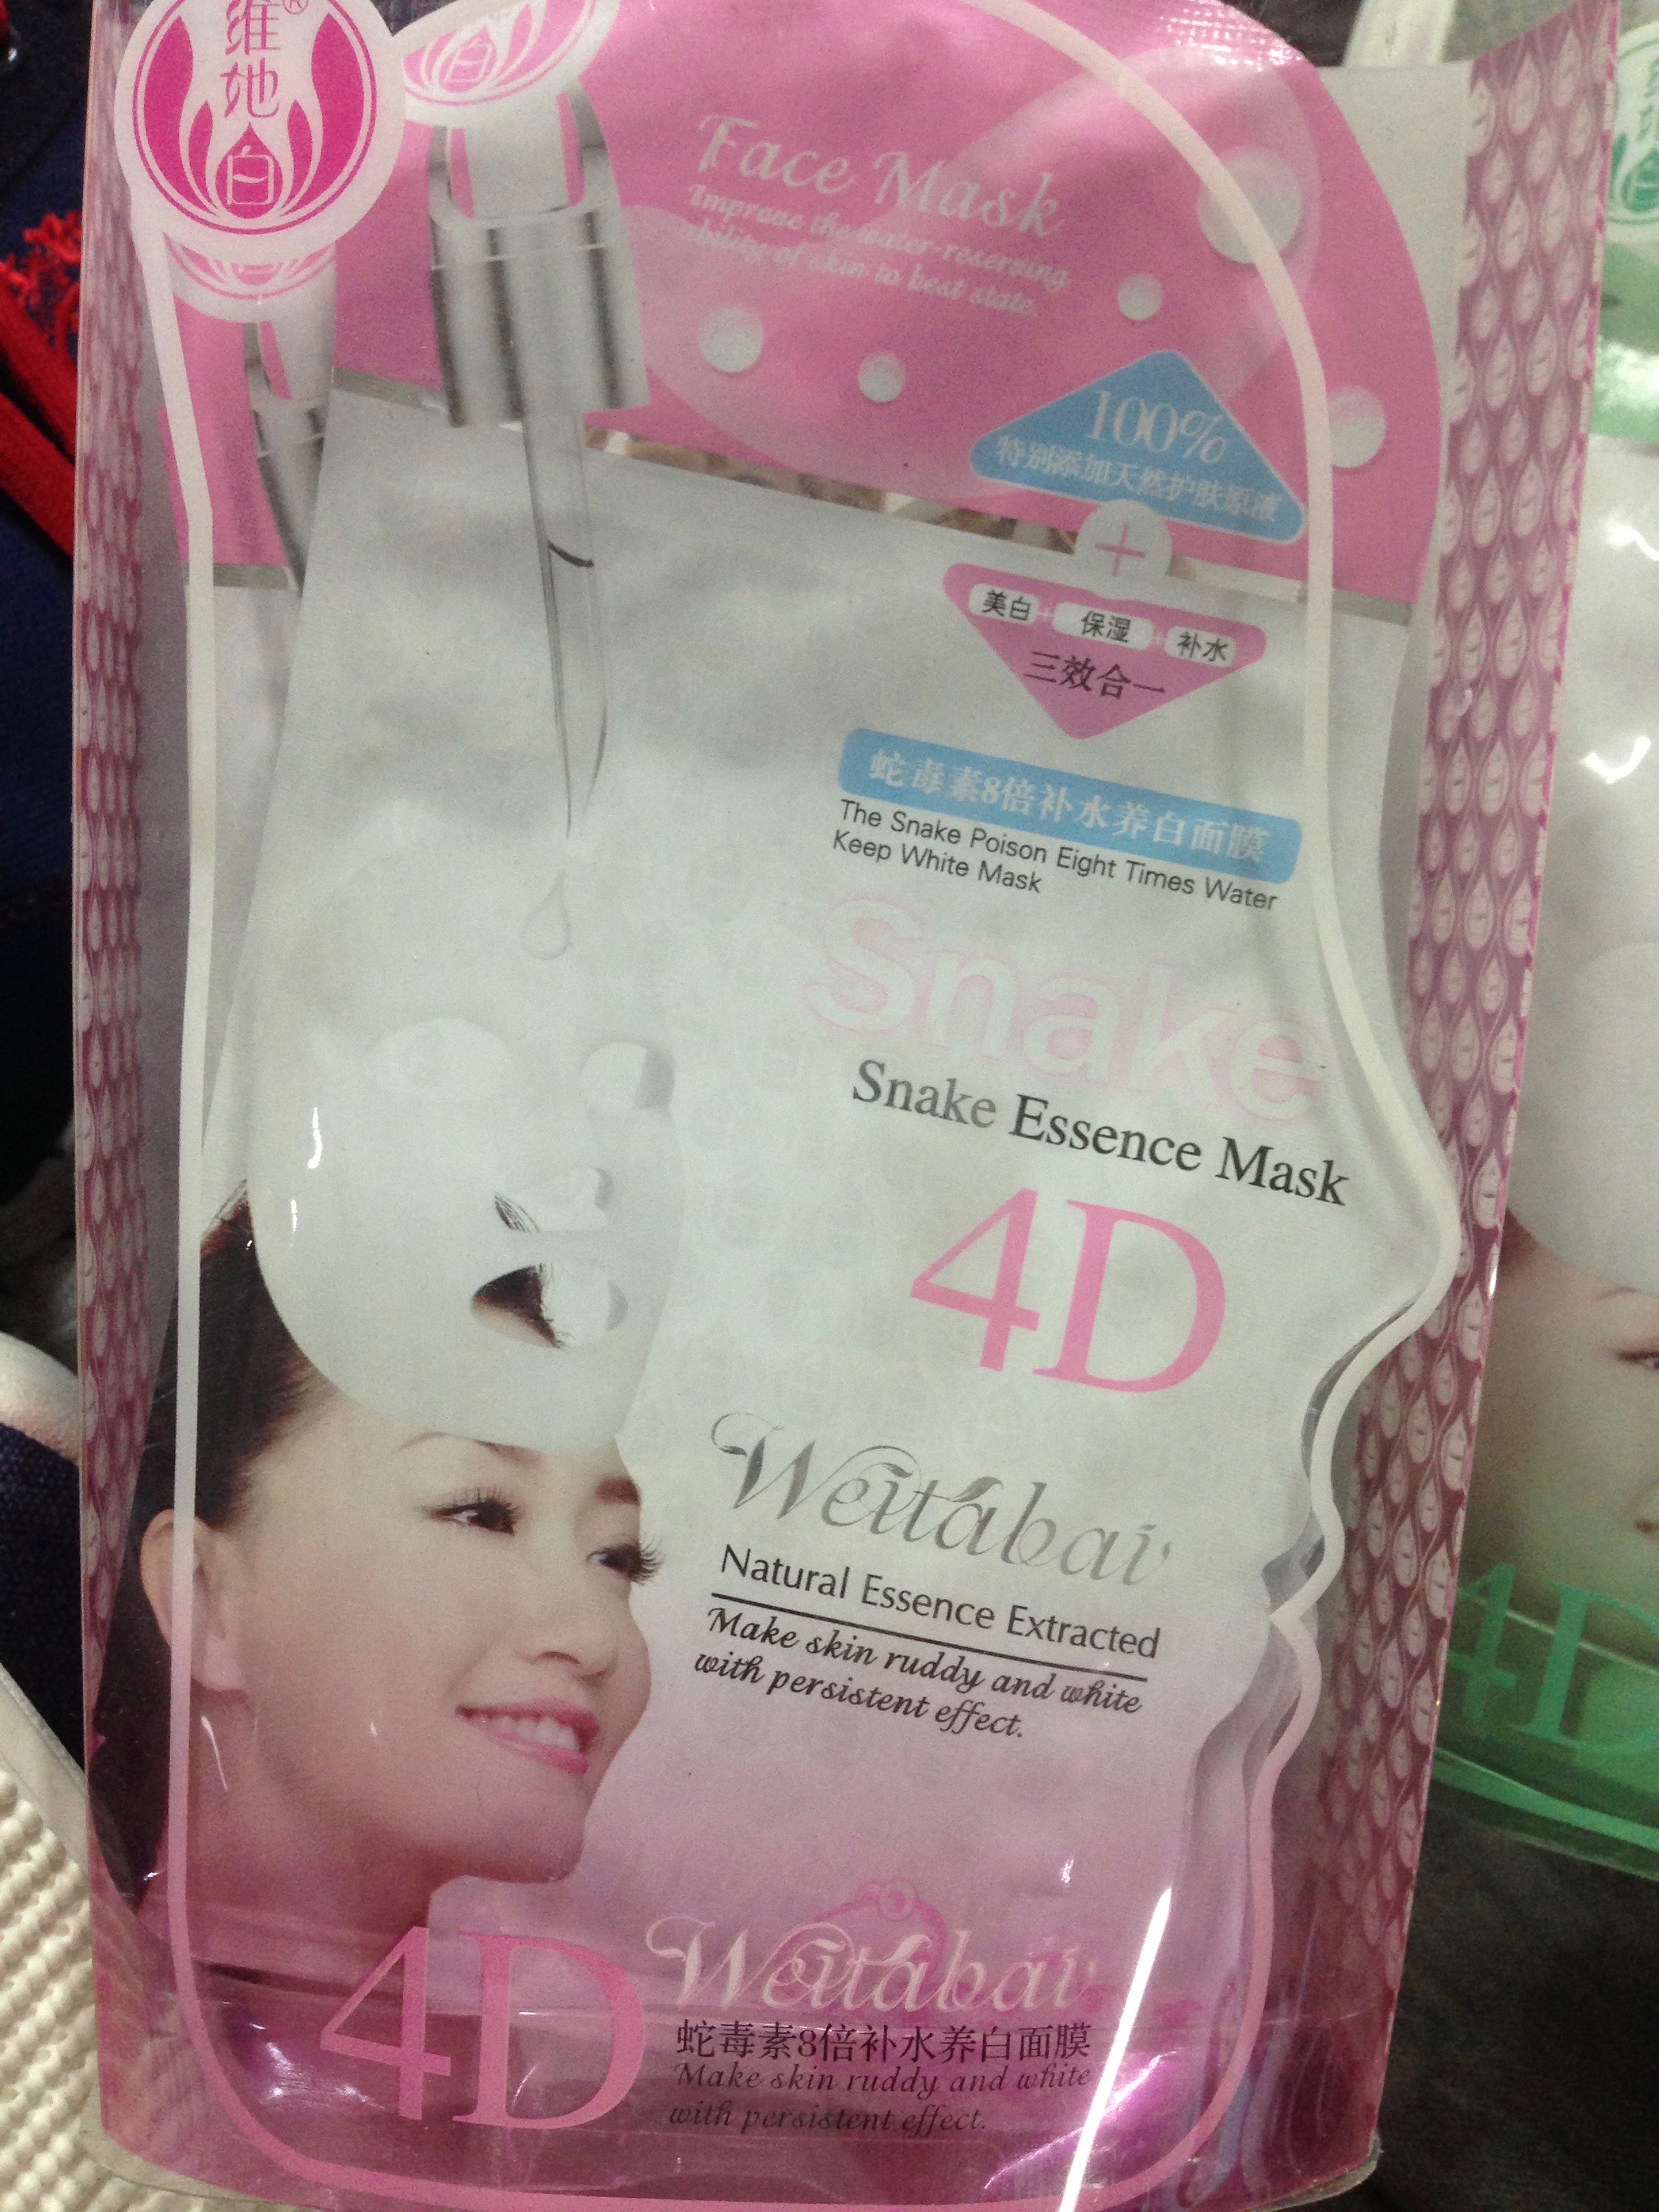 维她白®
白
Face Mask
Improve the water-reserving
ability of skin to best state.
100%
特别添加天然护肤原液
+
美白+保湿+补水
三效合一
蛇毒素8倍补水养白面膜
The Snake Poison Eight Times Water
Keep White Mask
Snake
Snake Essence Mask
4D
Weitabai
Natural Essence Extracted
Make skin ruddy and white
with persistent effect.
4D
4D
Weitabai
蛇毒素8倍补水养白面膜
Make skin ruddy and white
with persistent effect.